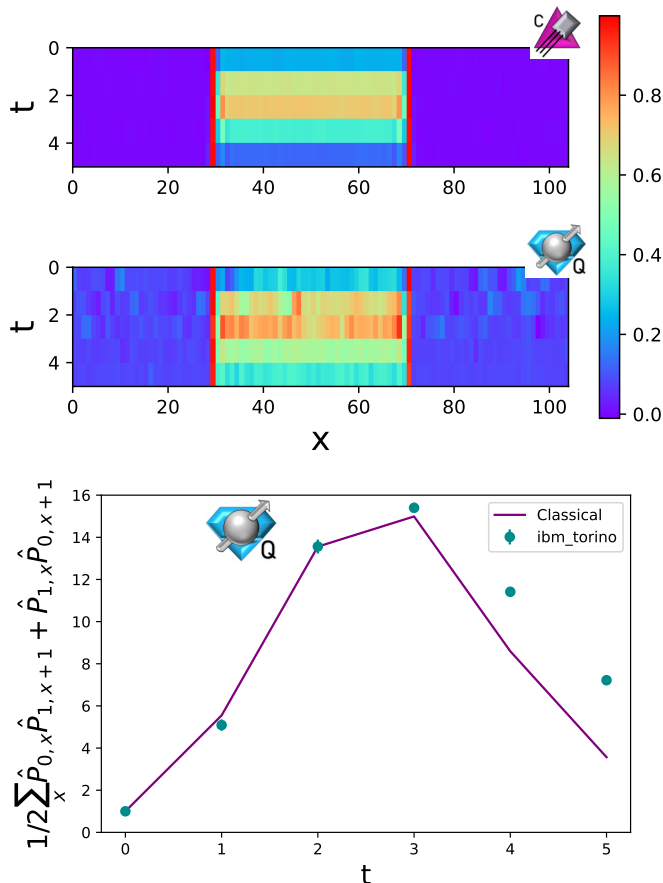 C
t
0
2
4
0 20 40 60 80 100
0.8
0.6
0.4
0.2
0.0
Q
t
0
2
4
0 20 40 60 80 100
x
Q
1/2 ∑ₓ P̂₀,ₓ P̂₁,ₓ₊₁ + P̂₁,ₓ P̂₀,ₓ₊₁
16
14
12
10
8
6
4
2
0
Classical
ibm_torino
0 1 2 3 4 5
t